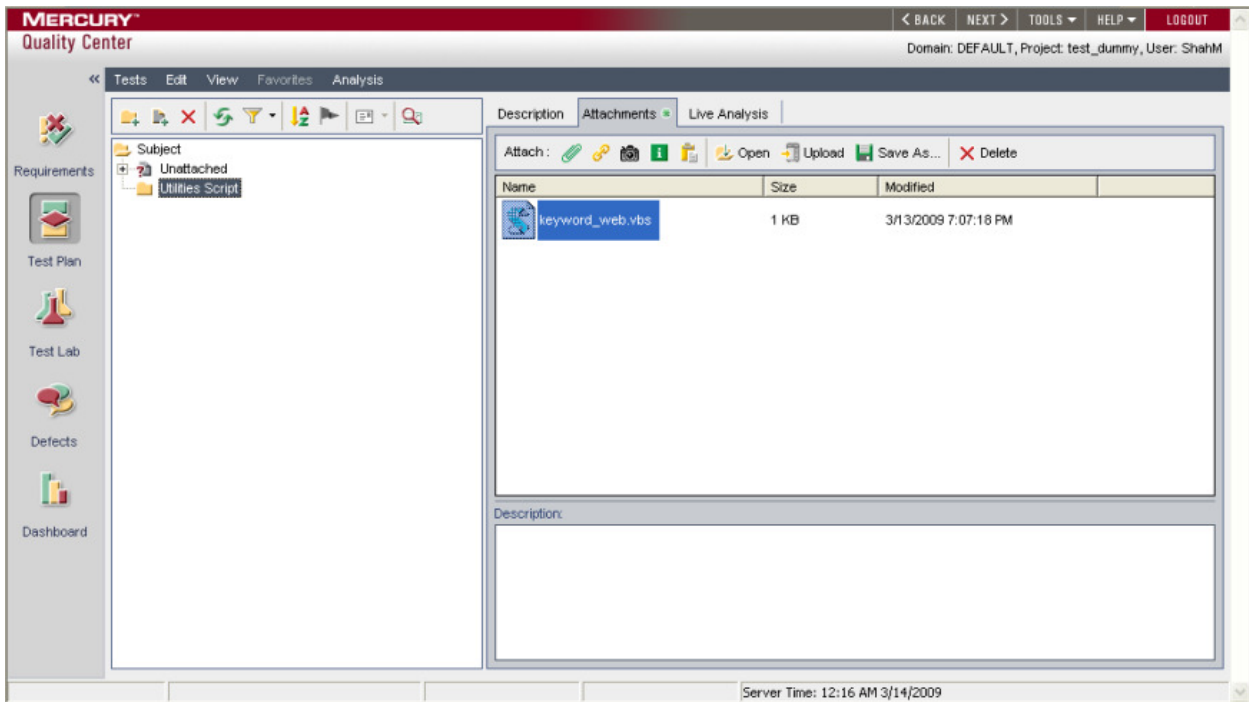 MERCURY™ < BACK NEXT > TOOLS HELP LOGOUT
Quality Center Domain: DEFAULT, Project: test_dummy, User: ShahM
« Tests Edit View Favorites Analysis
Description Attachments Live Analysis
Requirements
Test Plan
Test Lab
Defects
Dashboard
Subject
Unattached
Utilities Script
Attach: Open Upload Save As... Delete
Name Size Modified
keyword_web.vbs 1 KB 3/13/2009 7:07:18 PM
Description:
Server Time: 12:16 AM 3/14/2009